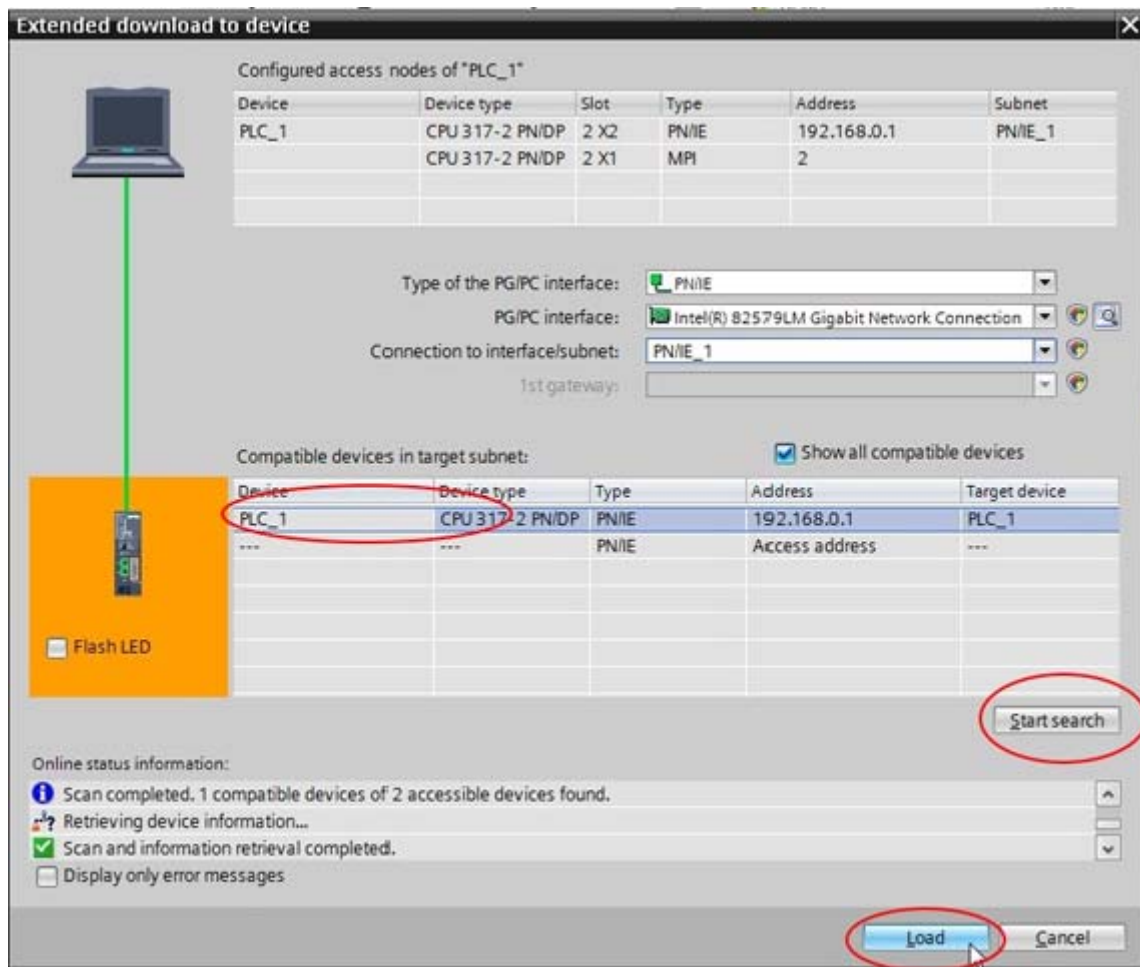 Extended download to device
Configured access nodes of "PLC_1"
Device Device type Slot Type Address Subnet
PLC_1 CPU 317-2 PN/DP 2 X2 PN/IE 192.168.0.1 PN/IE_1
CPU 317-2 PN/DP 2 X1 MPI 2
Type of the PG/PC interface: PN/IE
PG/PC interface: Intel(R) 82579LM Gigabit Network Connection
Connection to interface/subnet: PN/IE_1
1st gateway:
Compatible devices in target subnet: Show all compatible devices
Device Device type Type Address Target device
PLC_1 CPU 317-2 PN/DP PN/IE 192.168.0.1 PLC_1
--- --- PN/IE Access address ---
Flash LED
Start search
Online status information:
Scan completed. 1 compatible devices of 2 accessible devices found.
Retrieving device information...
Scan and information retrieval completed.
Display only error messages
Load Cancel